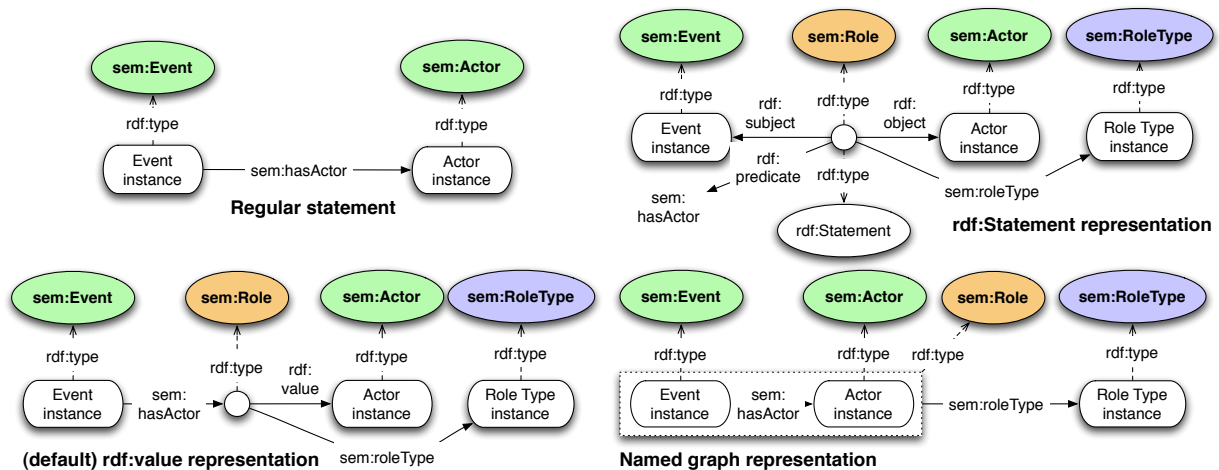 sem:Event
sem:Actor
rdf:type
rdf:type
Event
instance
sem:hasActor
Actor
instance
Regular statement
sem:Event
sem:Role
sem:Actor
sem:RoleType
rdf:type
rdf:type
rdf:type
rdf:type
rdf:
subject
rdf:
object
Event
instance
Actor
instance
Role Type
instance
rdf:
predicate
rdf:type
sem:roleType
sem:
hasActor
rdf:Statement
rdf:Statement representation
sem:Event
sem:Role
sem:Actor
sem:RoleType
rdf:type
rdf:type
rdf:type
rdf:type
rdf:
value
Event
instance
sem:
hasActor
Actor
instance
Role Type
instance
sem:roleType
(default) rdf:value representation
sem:Event
sem:Actor
sem:Role
sem:RoleType
rdf:type
rdf:type
rdf:type
rdf:type
Event
instance
sem:
hasActor
Actor
instance
sem:roleType
Role Type
instance
Named graph representation